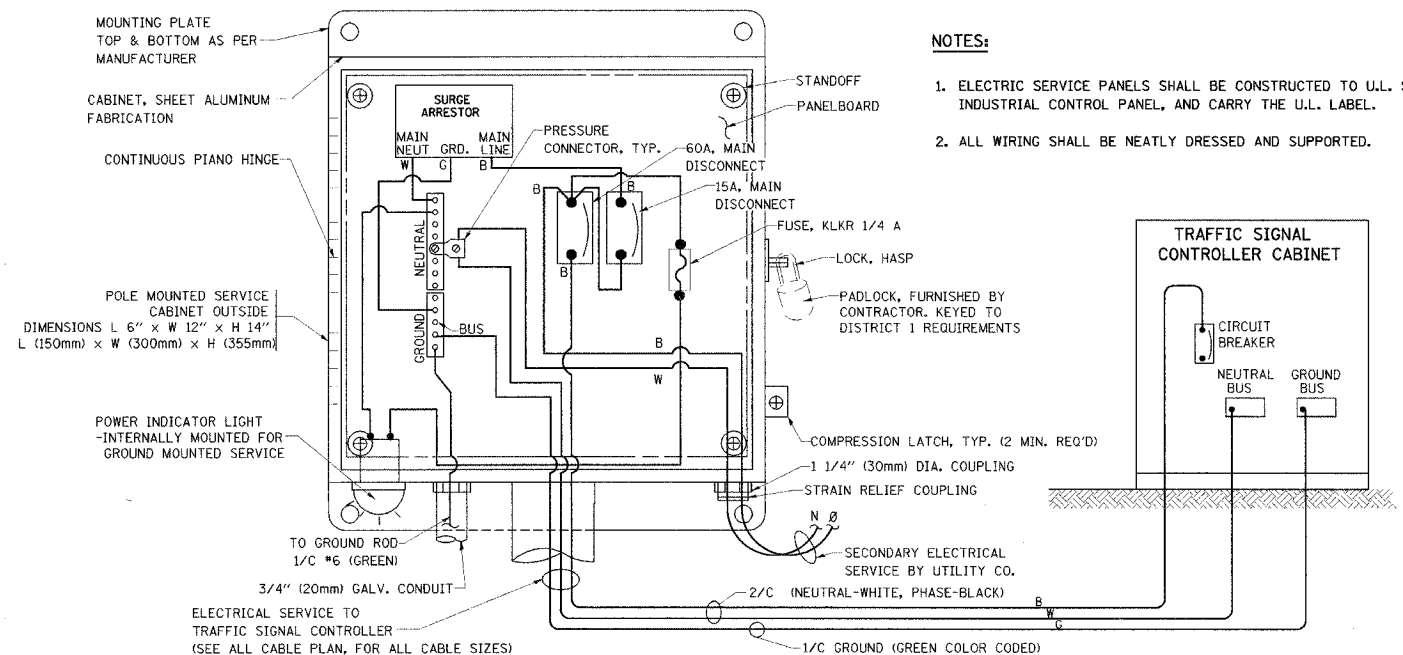 MOUNTING PLATE
TOP & BOTTOM AS PER
MANUFACTURER
CABINET, SHEET ALUMINUM
FABRICATION
CONTINUOUS PIANO HINGE
POLE MOUNTED SERVICE
CABINET OUTSIDE
DIMENSIONS L 6" x W 12" x H 14"
L (150mm) x W (300mm) x H (355mm)
POWER INDICATOR LIGHT
-INTERNALLY MOUNTED FOR
GROUND MOUNTED SERVICE
TO GROUND ROD
1/C #6 (GREEN)
3/4" (20mm) GALV. CONDUIT
ELECTRICAL SERVICE TO
TRAFFIC SIGNAL CONTROLLER
(SEE ALL CABLE PLAN, FOR ALL CABLE SIZES)
SURGE
ARRESTOR
MAIN
NEUT
GRD.
MAIN
LINE
W
G
B
PRESSURE
CONNECTOR, TYP.
NEUTRAL
GROUND
BUS
B
B
B
B
W
STANDOFF
PANELBOARD
60A, MAIN
DISCONNECT
15A, MAIN
DISCONNECT
FUSE, KLKR 1/4 A
LOCK, HASP
PADLOCK, FURNISHED BY
CONTRACTOR. KEYED TO
DISTRICT 1 REQUIREMENTS
COMPRESSION LATCH, TYP. (2 MIN. REQ'D)
1 1/4" (30mm) DIA. COUPLING
STRAIN RELIEF COUPLING
N Ø
SECONDARY ELECTRICAL
SERVICE BY UTILITY CO.
2/C (NEUTRAL-WHITE, PHASE-BLACK)
B
W
G
1/C GROUND (GREEN COLOR CODED)
NOTES:
1. ELECTRIC SERVICE PANELS SHALL BE CONSTRUCTED TO U.L.
INDUSTRIAL CONTROL PANEL, AND CARRY THE U.L. LABEL.
2. ALL WIRING SHALL BE NEATLY DRESSED AND SUPPORTED.
TRAFFIC SIGNAL
CONTROLLER CABINET
CIRCUIT
BREAKER
NEUTRAL
BUS
GROUND
BUS